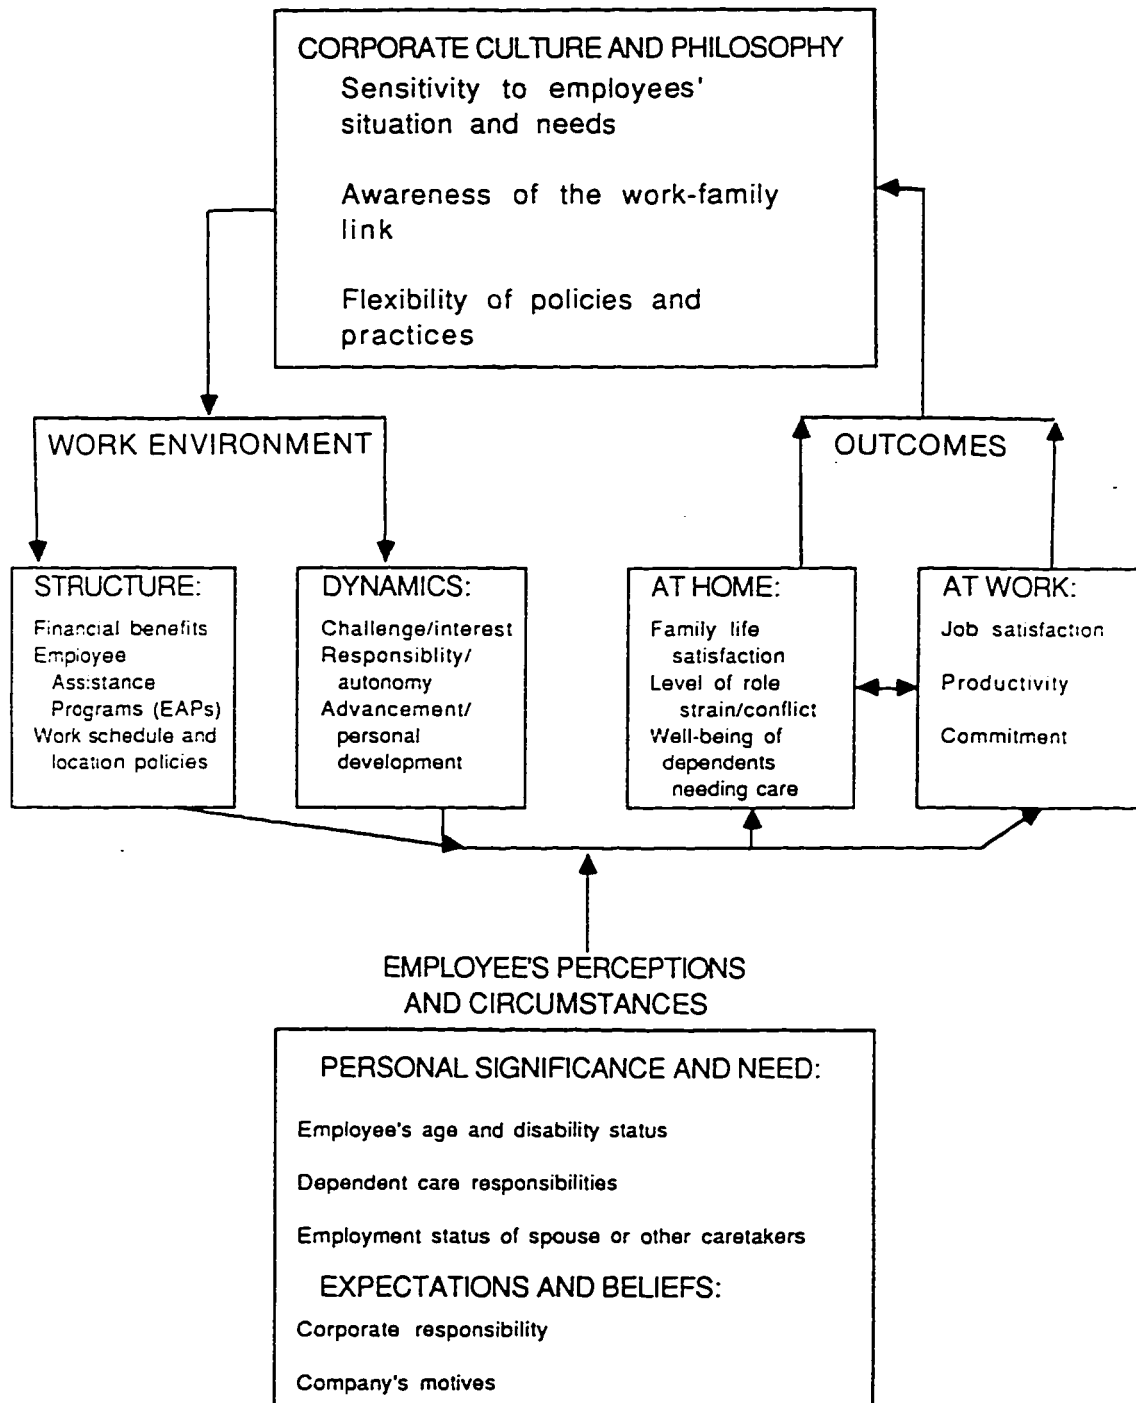 CORPORATE CULTURE AND PHILOSOPHY
Sensitivity to employees'
situation and needs
Awareness of the work-family
link
Flexibility of policies and
practices
WORK ENVIRONMENT
OUTCOMES
STRUCTURE:
Financial benefits
Employee
Assistance
Programs (EAPs)
Work schedule and
location policies
DYNAMICS:
Challenge/interest
Responsiblity/
autonomy
Advancement/
personal
development
AT HOME:
Family life
satisfaction
Level of role
strain/conflict
Well-being of
dependents
needing care
AT WORK:
Job satisfaction
Productivity
Commitment
EMPLOYEE'S PERCEPTIONS
AND CIRCUMSTANCES
PERSONAL SIGNIFICANCE AND NEED:
Employee's age and disability status
Dependent care responsibilities
Employment status of spouse or other caretakers
EXPECTATIONS AND BELIEFS:
Corporate responsibility
Company's motives